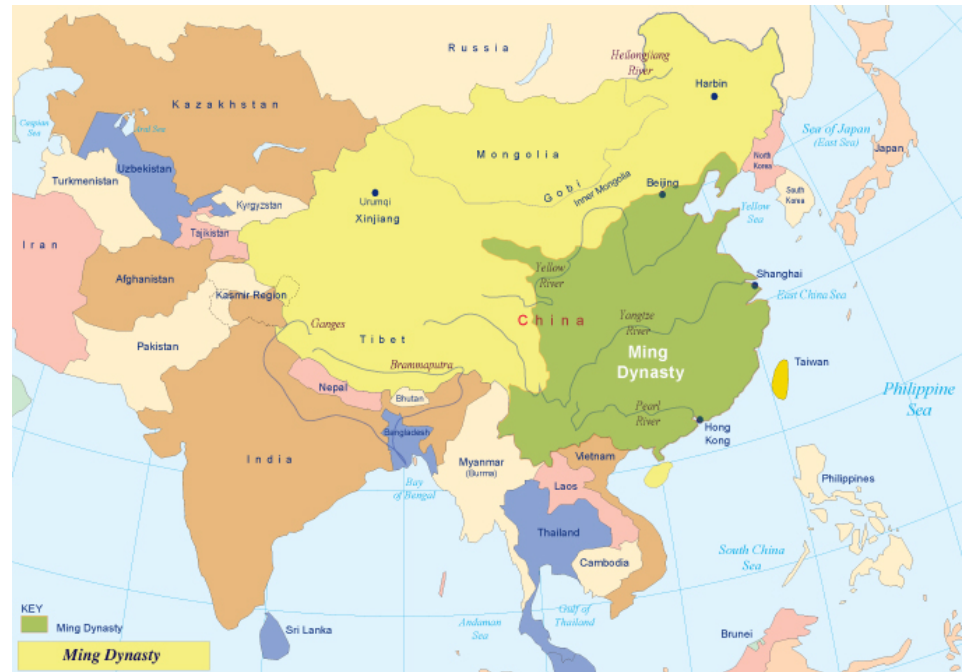 Russia
Heilongjiang
River
Harbin
Kazakhstan
Caspian
Sea
Aral Sea
Sea of Japan
(East Sea)
Japan
Mongolia
North
Korea
Uzbekistan
Turkmenistan
Gobi
Inner Mongolia
Beijing
South
Korea
Urumqi
Xinjiang
Kyrgyzstan
Yellow
Sea
Tajikistan
Iran
Afghanistan
Yellow
River
Shanghai
Kasmir Region
East China Sea
China
Ganges
Yangtze
River
Tibet
Pakistan
Ming
Dynasty
Brammaputra
Taiwan
Nepal
Bhutan
Philippine
Sea
Pearl
River
Hong
Kong
Bangladesh
India
Myanmar
(Burma)
Vietnam
Bay
of Bengal
Laos
Philippines
Thailand
South China
Sea
Cambodia
KEY
Ming Dynasty
Sri Lanka
Andaman
Sea
Gulf of
Thailand
Brunei
Ming Dynasty